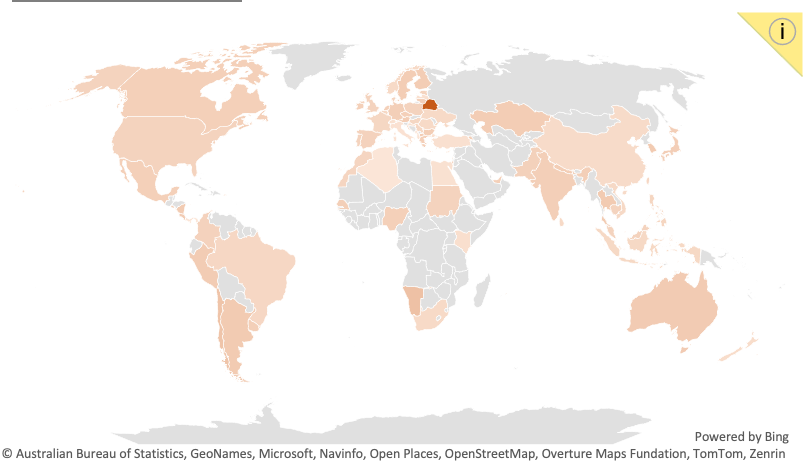 i
Powered by Bing
© Australian Bureau of Statistics, GeoNames, Microsoft, Navinfo, Open Places, OpenStreetMap, Overture Maps Fundation, TomTom, Zenrin